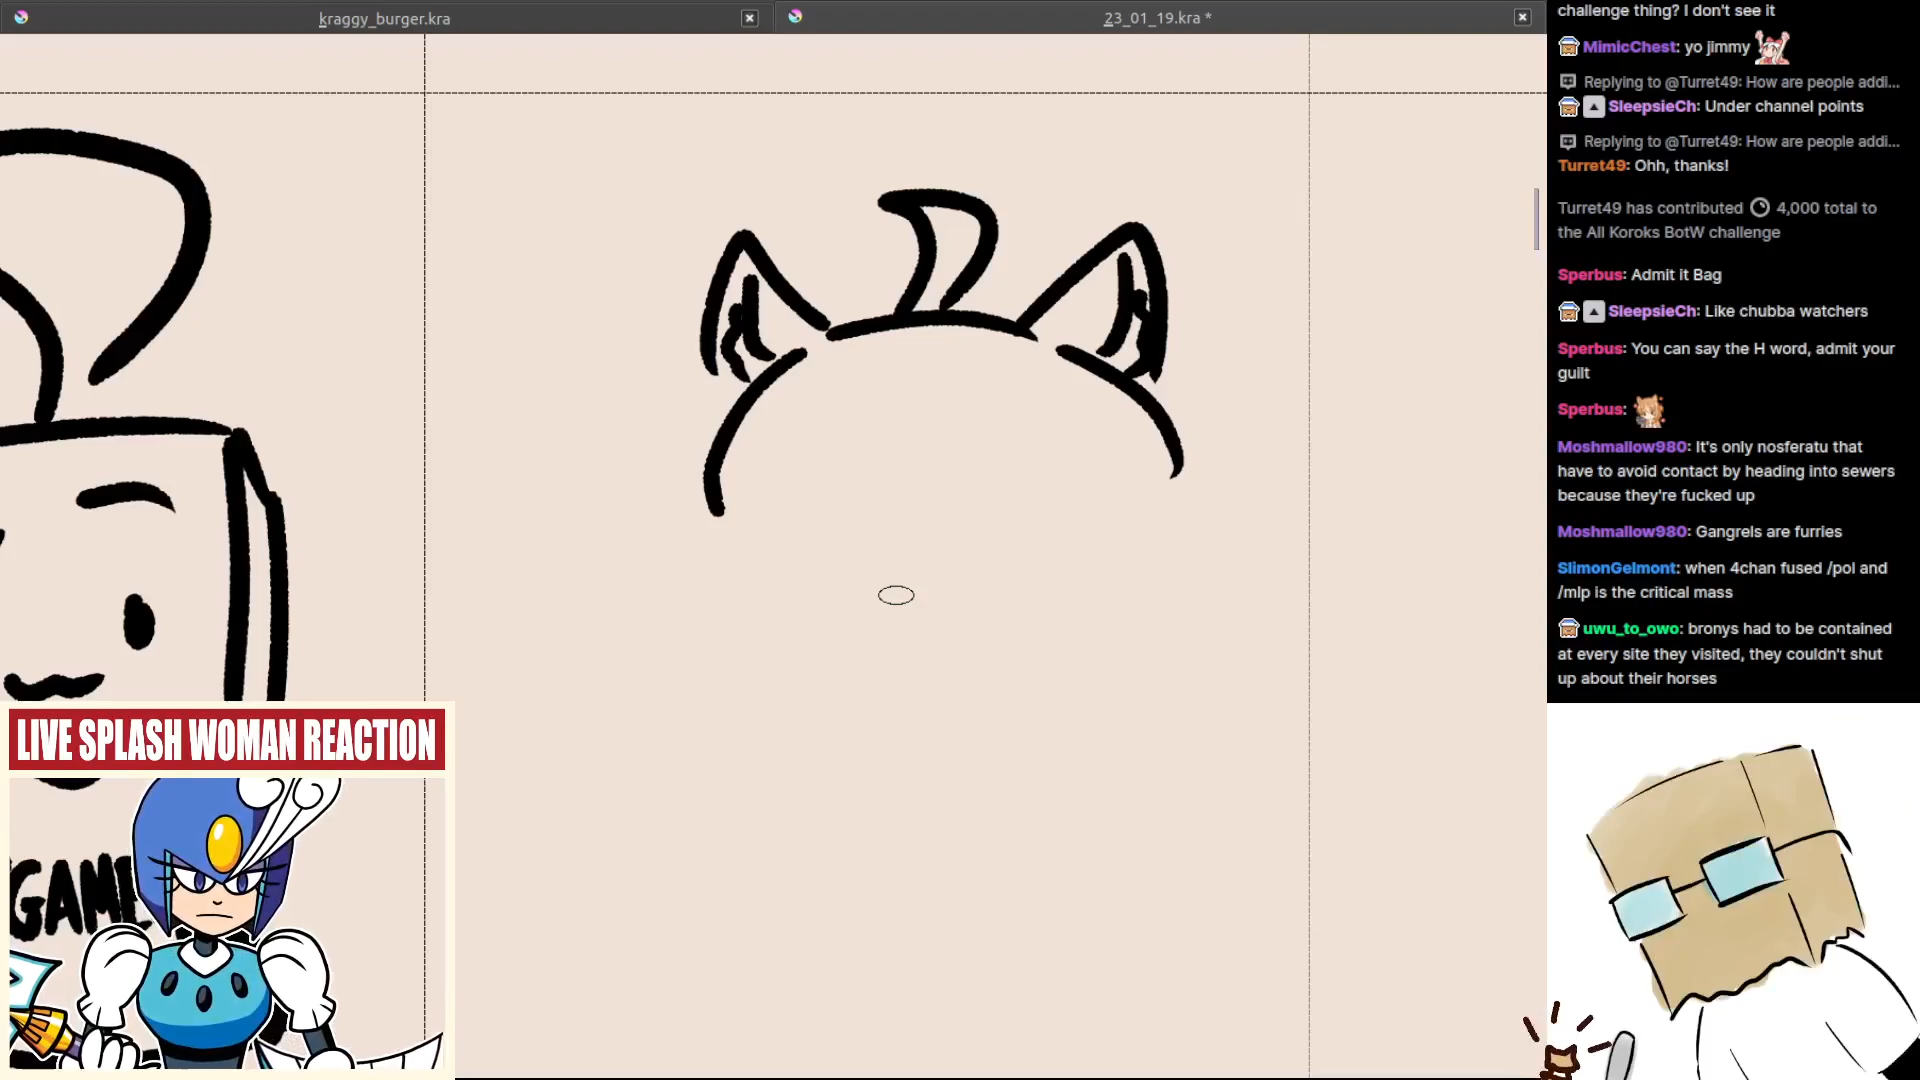 kraggy_burger.kra
23_01_19.kra *
challenge thing? I don't see it
MimicChest: yo jimmy
Replying to @Turret49: How are people addi...
SleepsieCh: Under channel points
Replying to @Turret49: How are people addi...
Turret49: Ohh, thanks!
Turret49 has contributed 4,000 total to
the All Koroks BotW challenge
Sperbus: Admit it Bag
SleepsieCh: Like chubba watchers
Sperbus: You can say the H word, admit your
guilt
Sperbus:
Moshmallow980: It's only nosferatu that
have to avoid contact by heading into sewers
because they're fucked up
Moshmallow980: Gangrels are furries
SlimonGelmont: when 4chan fused /pol and
/mlp is the critical mass
uwu_to_owo: bronys had to be contained
at every site they visited, they couldn't shut
up about their horses
LIVE SPLASH WOMAN REACTION
GAME